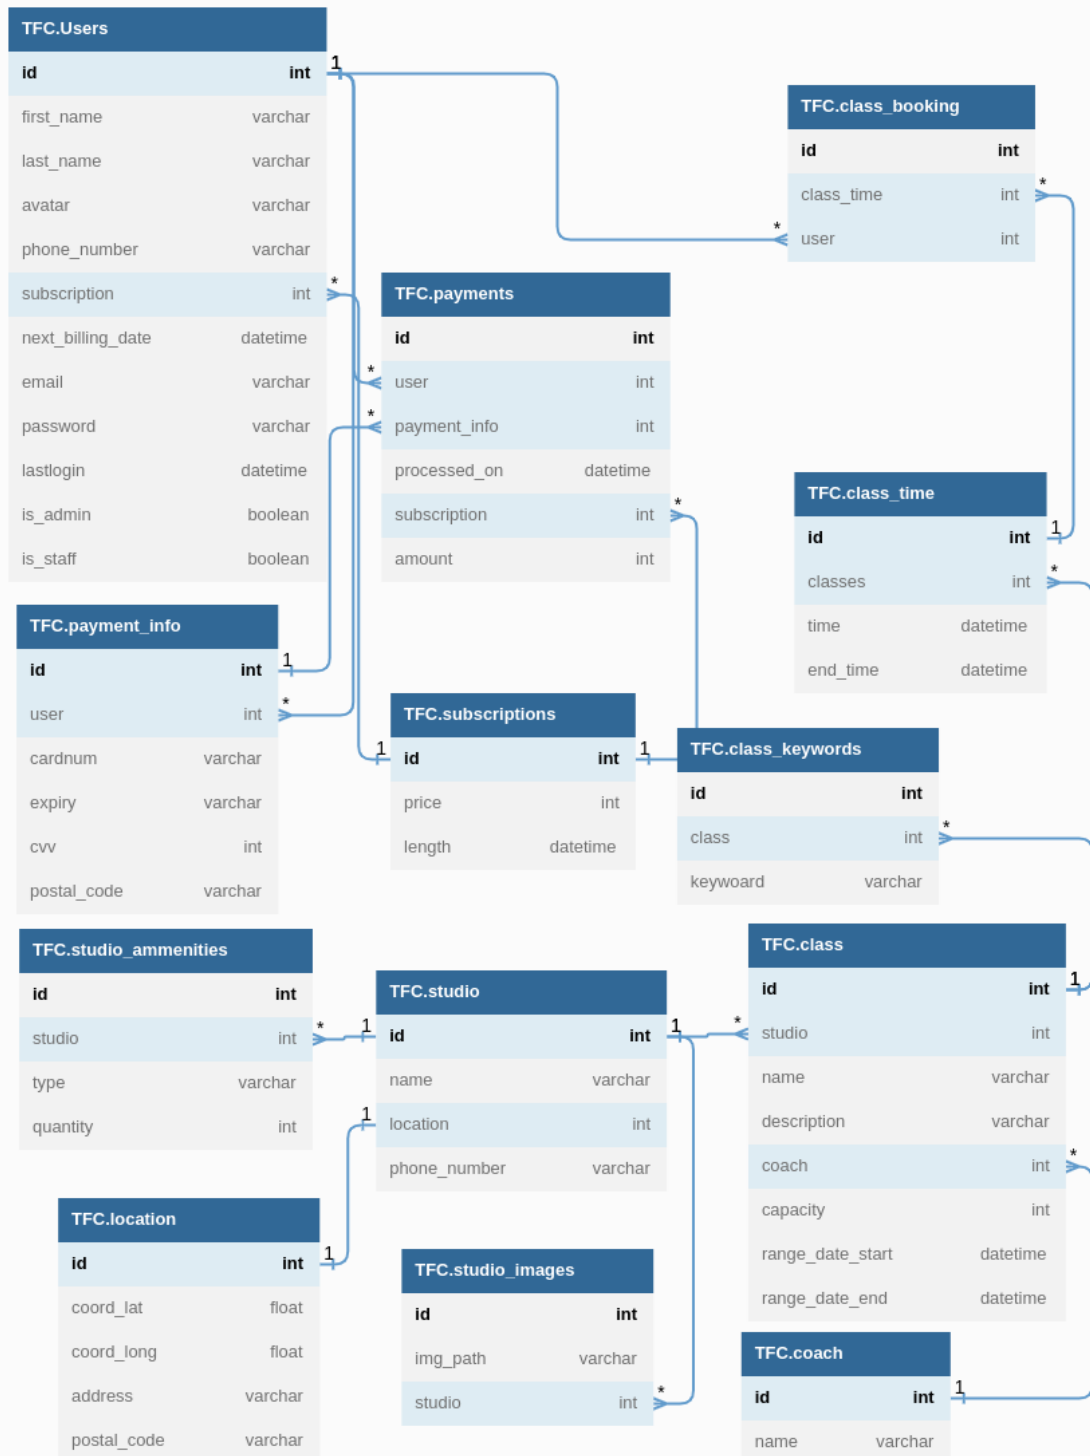 TFC.Users
id int
first_name varchar
last_name varchar
avatar varchar
phone_number varchar
subscription int
next_billing_date datetime
email varchar
password varchar
lastlogin datetime
is_admin boolean
is_staff boolean
1
*
TFC.class_booking
id int
class_time int
user int
*
*
TFC.payments
id int
user int
payment_info int
processed_on datetime
subscription int
amount int
*
*
*
TFC.class_time
id int
classes int
time datetime
end_time datetime
1
*
TFC.payment_info
id int
user int
cardnum varchar
expiry varchar
cvv int
postal_code varchar
1
*
TFC.subscriptions
id int
price int
length datetime
1
1
TFC.class_keywords
id int
class int
keywoard varchar
*
TFC.studio_ammenities
id int
studio int
type varchar
quantity int
*
TFC.studio
id int
name varchar
location int
phone_number varchar
1
1
1
TFC.class
id int
studio int
name varchar
description varchar
coach int
capacity int
range_date_start datetime
range_date_end datetime
1
*
*
TFC.location
id int
coord_lat float
coord_long float
address varchar
postal_code varchar
1
TFC.studio_images
id int
img_path varchar
studio int
*
TFC.coach
id int
name varchar
1